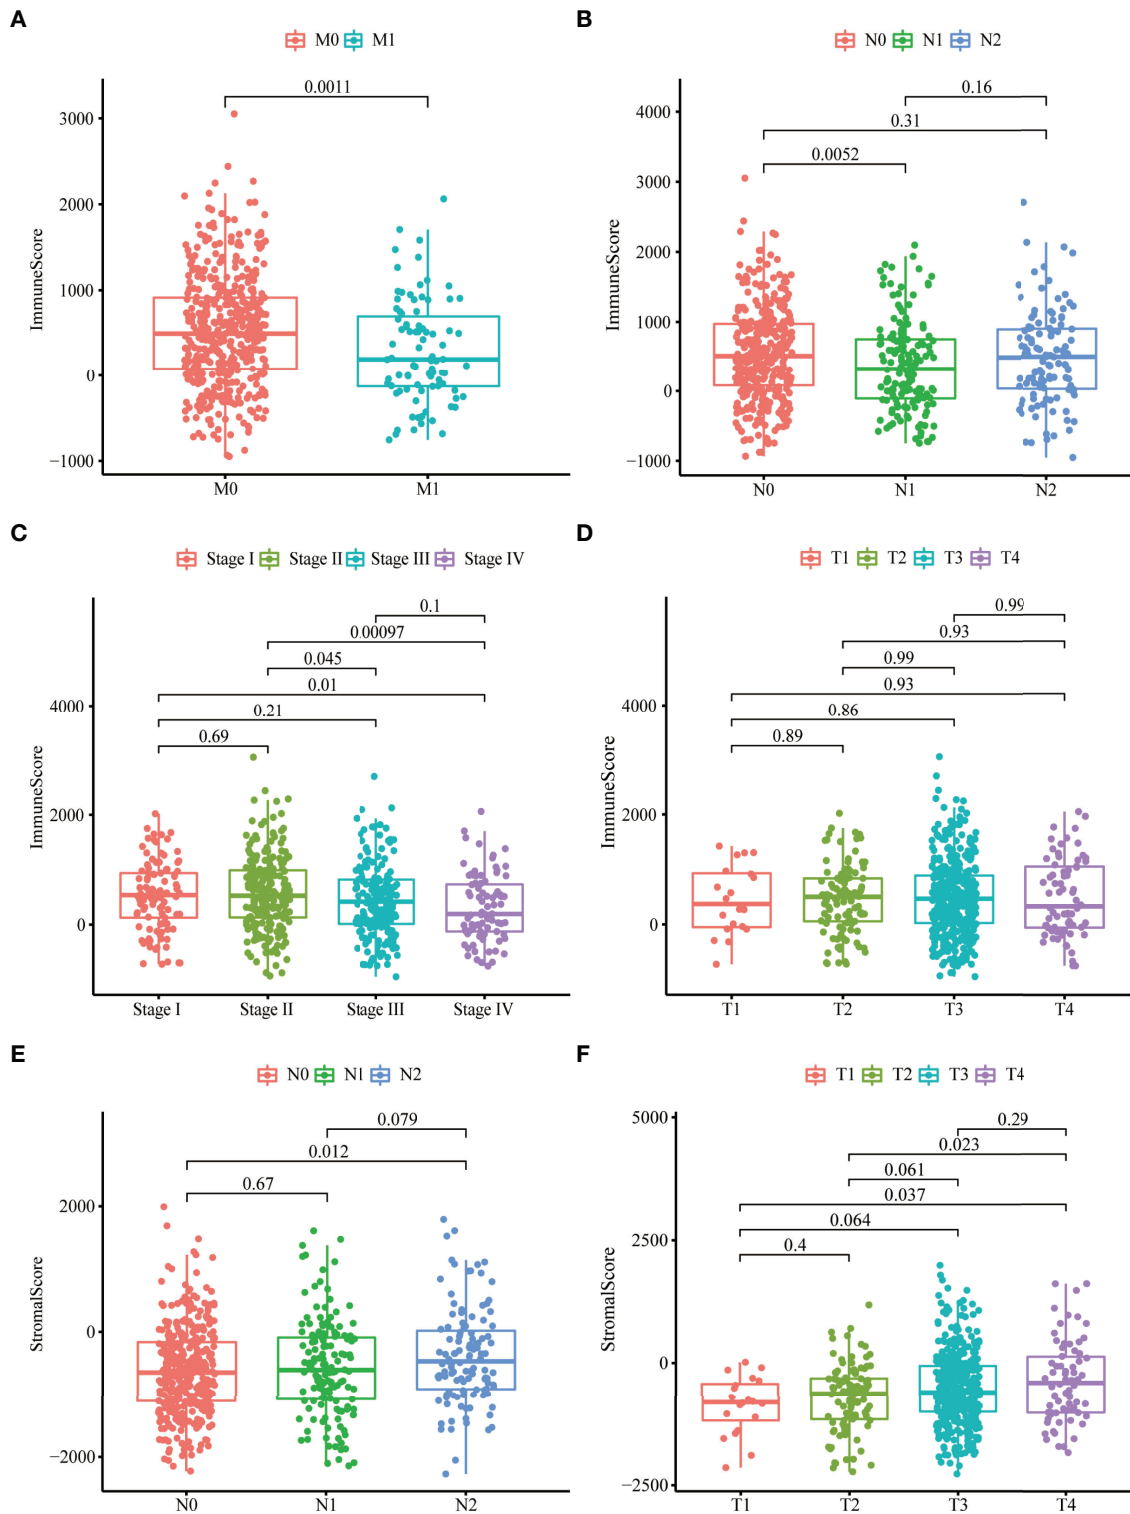 A
M0 M1
0.0011
ImmuneScore
3000
2000
1000
0
−1000
M0 M1
B
N0 N1 N2
0.16
0.31
0.0052
ImmuneScore
4000
3000
2000
1000
0
−1000
N0 N1 N2
C
Stage I Stage II Stage III Stage IV
0.1
0.00097
0.045
0.01
0.21
0.69
ImmuneScore
4000
2000
0
Stage I Stage II Stage III Stage IV
D
T1 T2 T3 T4
0.99
0.93
0.99
0.93
0.86
0.89
ImmuneScore
4000
2000
0
T1 T2 T3 T4
E
N0 N1 N2
0.079
0.012
0.67
StromalScore
2000
0
−2000
N0 N1 N2
F
T1 T2 T3 T4
0.29
0.023
0.061
0.037
0.064
0.4
StromalScore
5000
2500
0
−2500
T1 T2 T3 T4